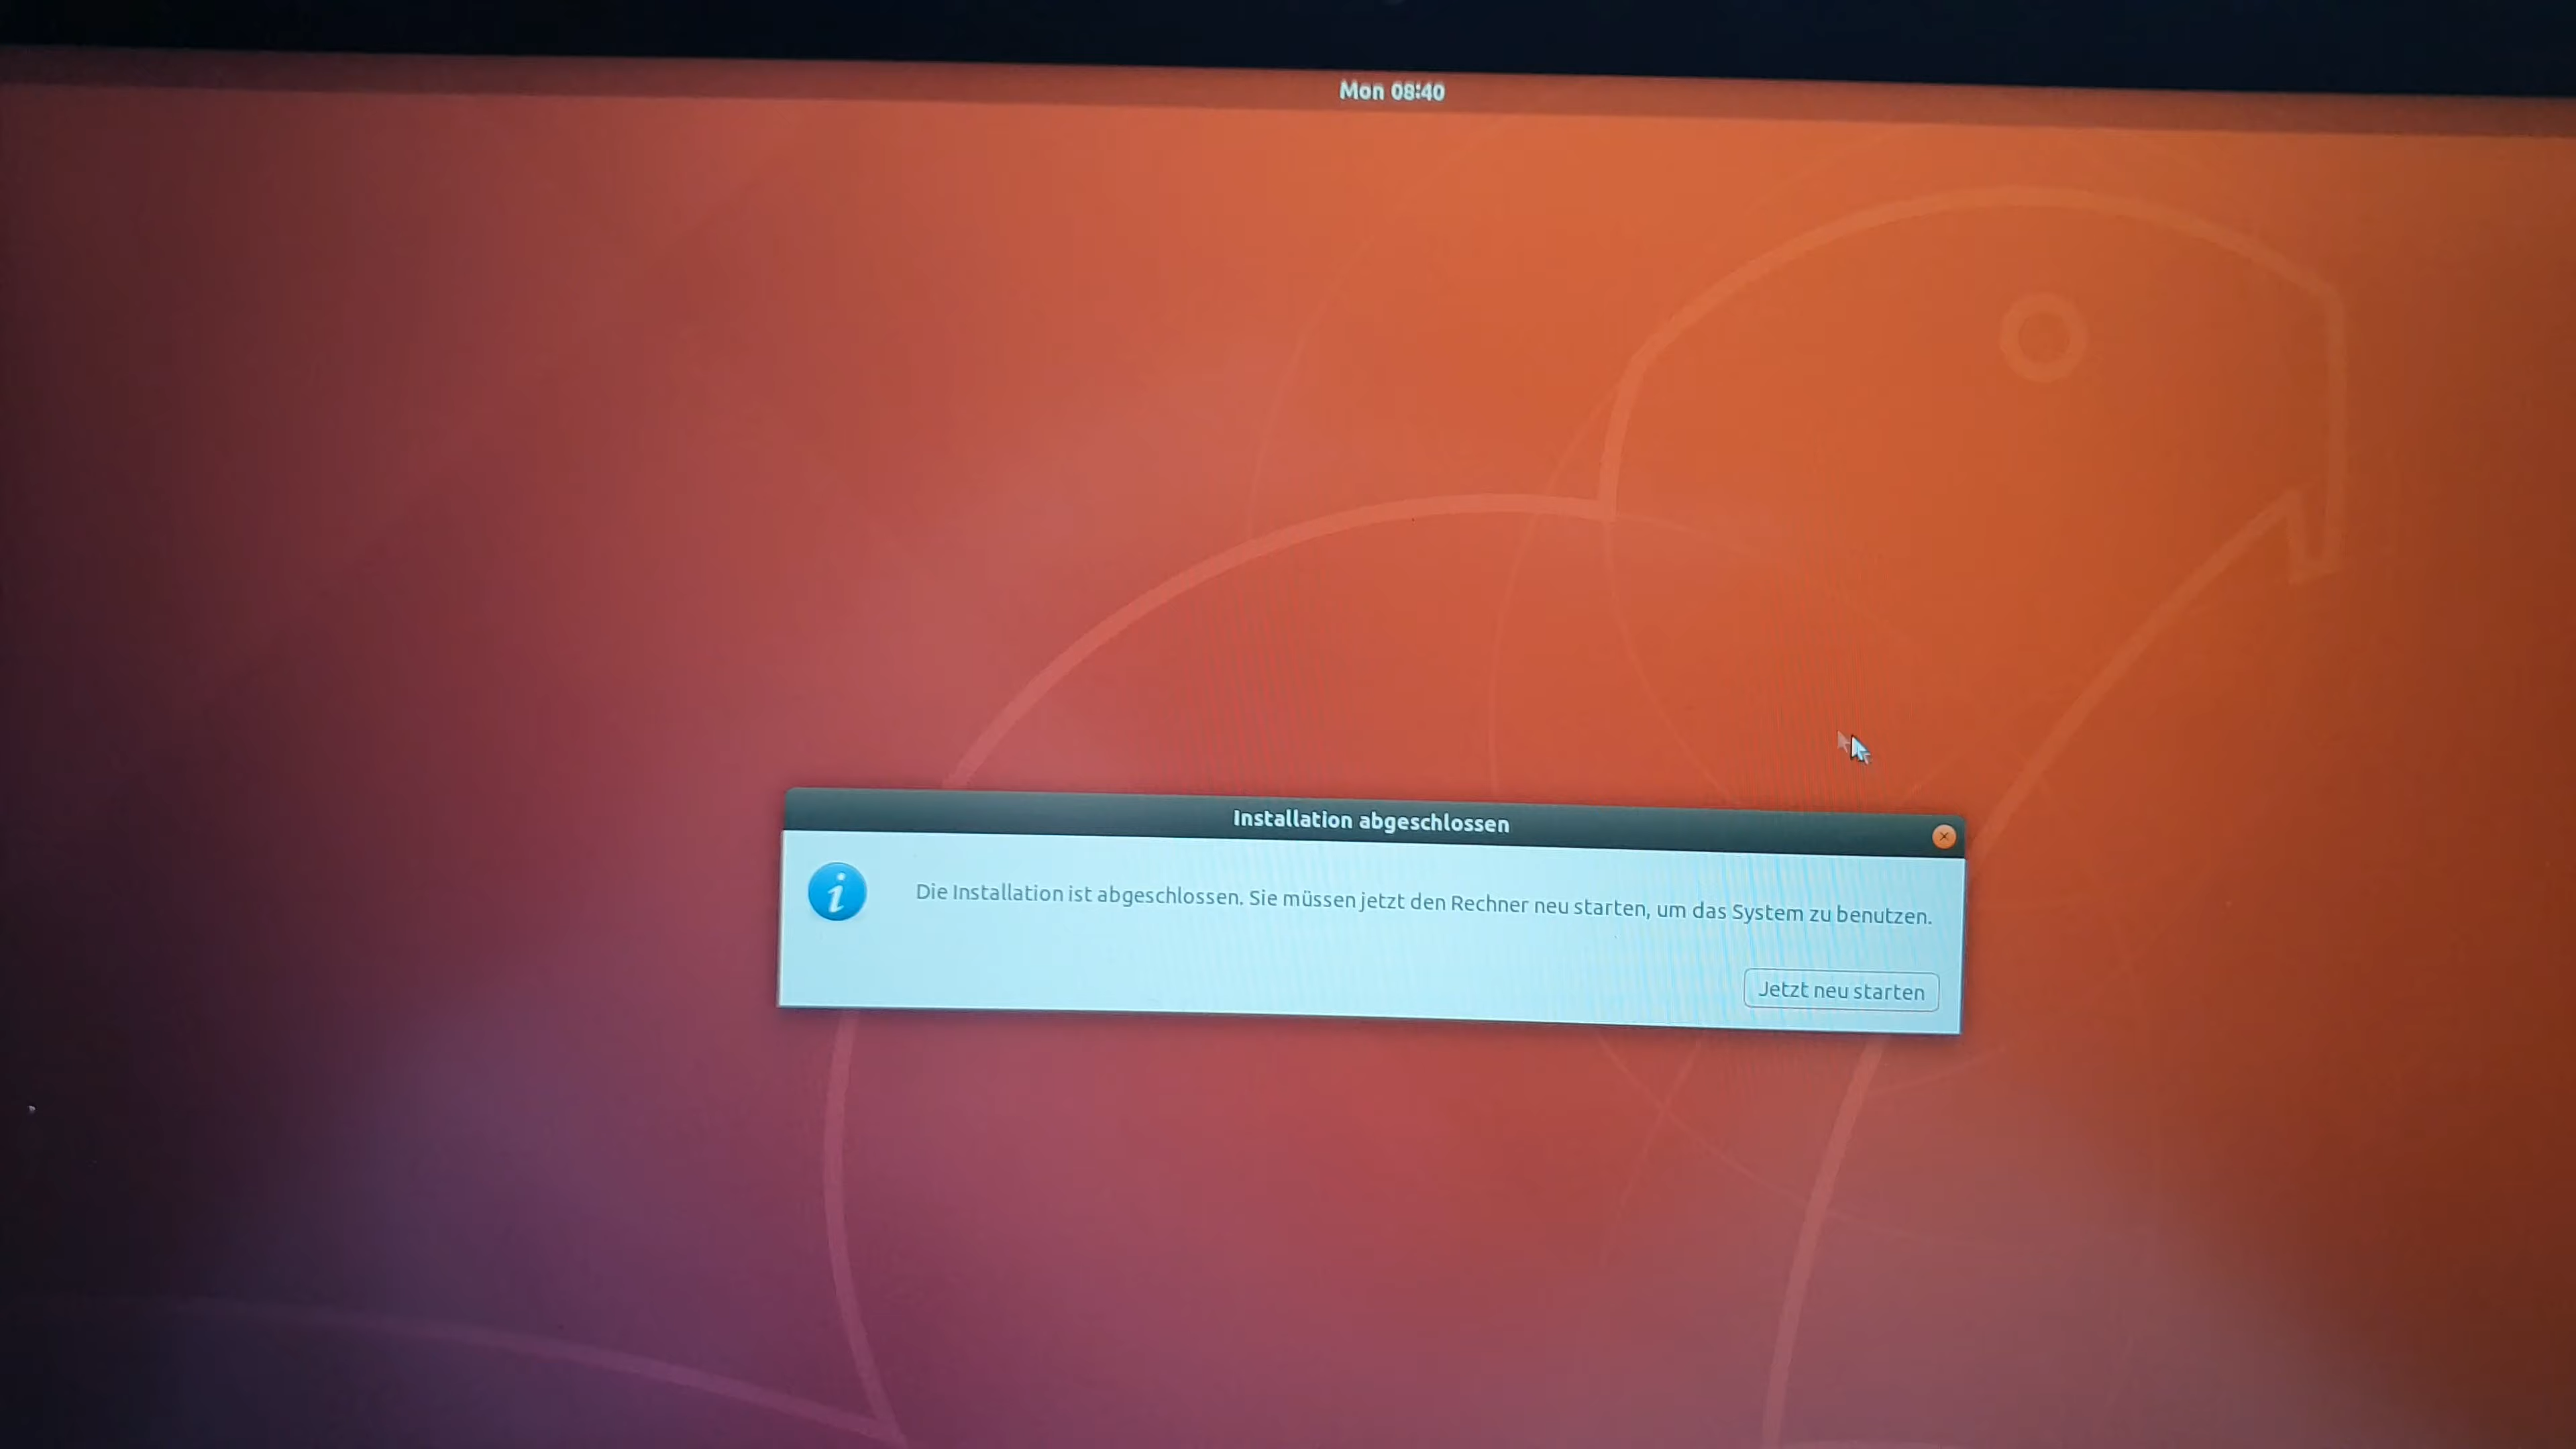 Mon 08:40
Installation abgeschlossen
Die Installation ist abgeschlossen. Sie müssen jetzt den Rechner neu starten, um das System zu benutzen.
Jetzt neu starten